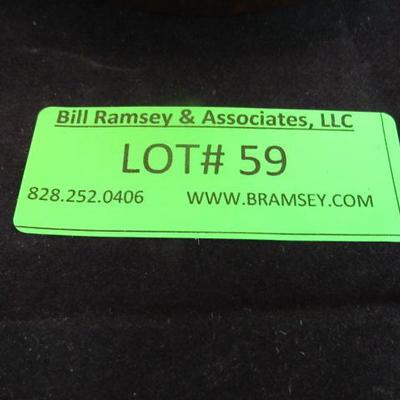 Bill Ramsey & Associates, LLC
LOT# 59
828.252.0406 WWW.BRAMSEY.COM